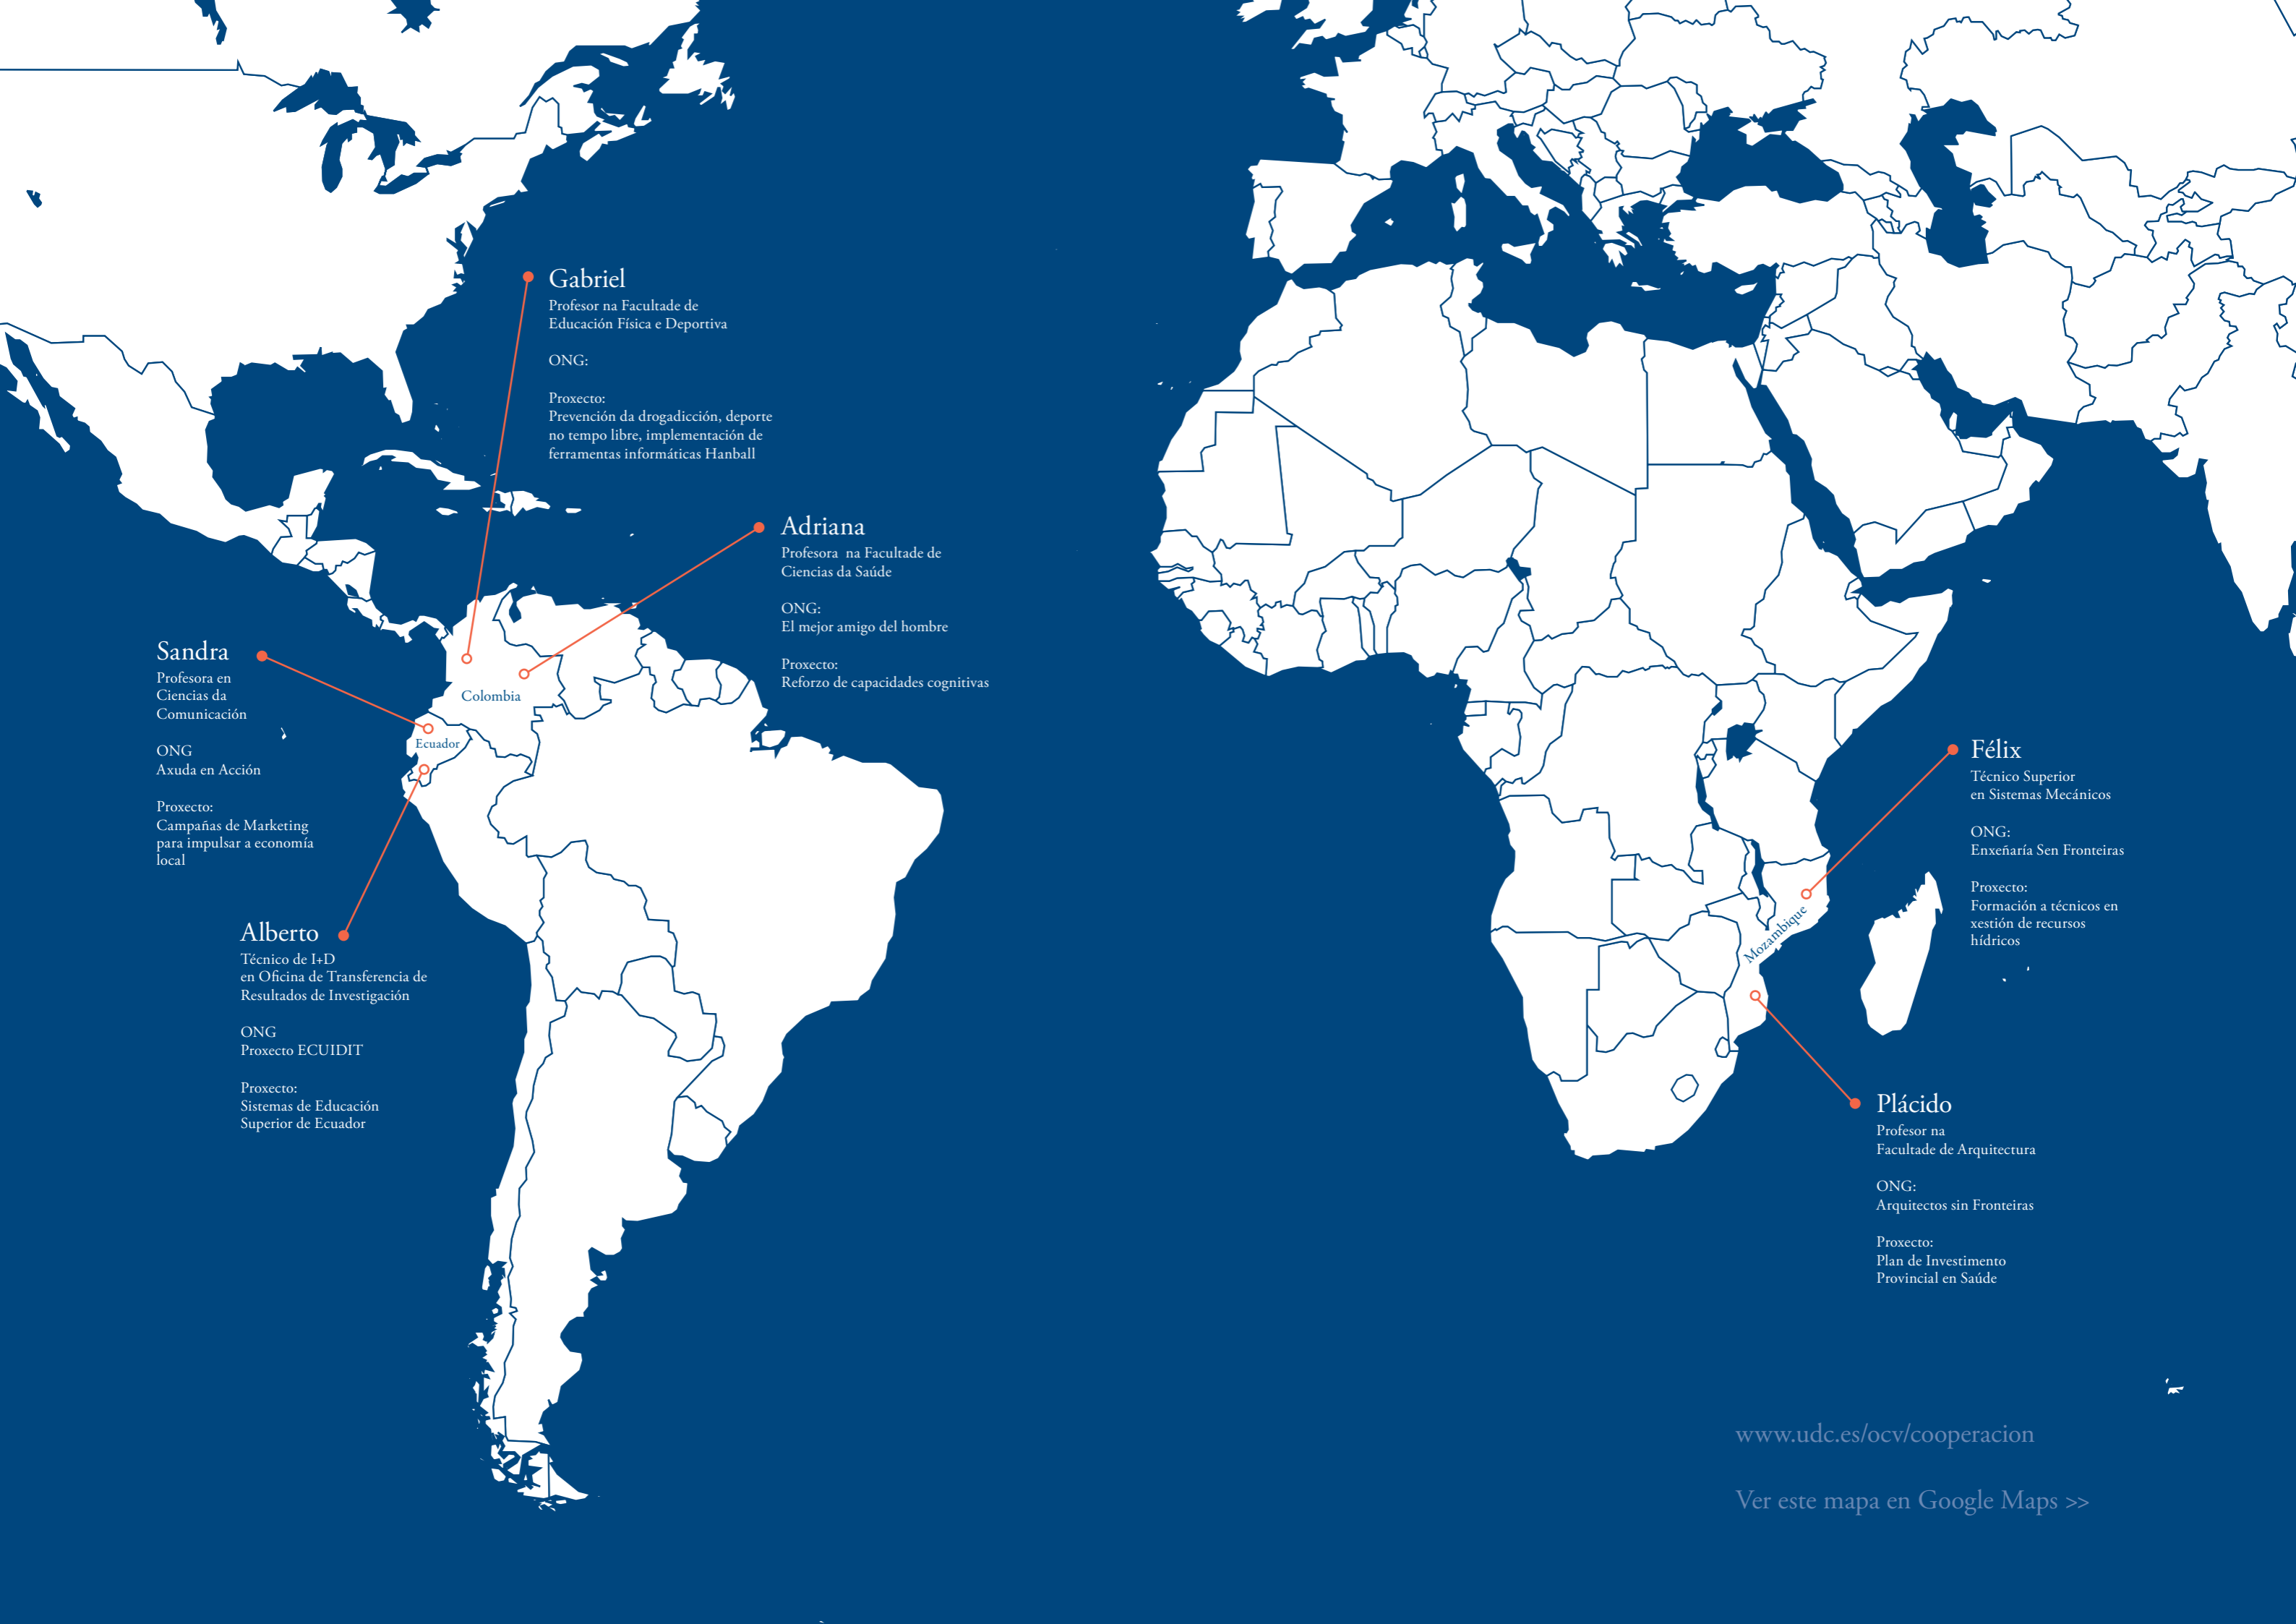 Gabriel
Profesor na Facultade de
Educación Física e Deportiva
ONG:
Proxecto:
Prevención da drogadicción, deporte
no tempo libre, implementación de
ferramentas informáticas Hanball
Adriana
Profesora na Facultade de
Ciencias da Saúde
ONG:
El mejor amigo del hombre
Proxecto:
Reforzo de capacidades cognitivas
Sandra
Profesora en
Ciencias da
Comunicación
ONG
Axuda en Acción
Proxecto:
Campañas de Marketing
para impulsar a economía
local
Colombia
Ecuador
Alberto
Técnico de I+D
en Oficina de Transferencia de
Resultados de Investigación
ONG
Proxecto ECUIDIT
Proxecto:
Sistemas de Educación
Superior de Ecuador
Félix
Técnico Superior
en Sistemas Mecánicos
ONG:
Enxeñaría Sen Fronteiras
Proxecto:
Formación a técnicos en
xestión de recursos
hídricos
Mozambique
Plácido
Profesor na
Facultade de Arquitectura
ONG:
Arquitectos sin Fronteiras
Proxecto:
Plan de Investimento
Provincial en Saúde
www.udc.es/ocv/cooperacion
Ver este mapa en Google Maps >>